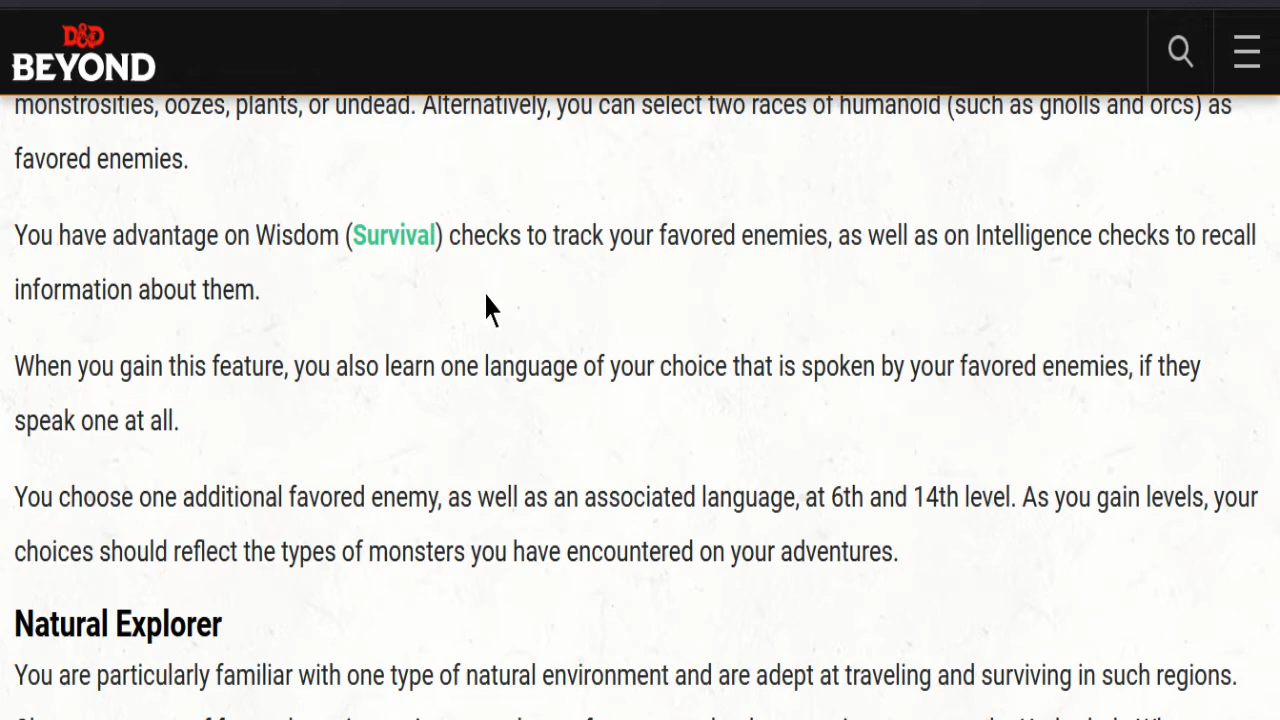 D&D
BEYOND
monstrosities, oozes, plants, or undead. Alternatively, you can select two races of humanoid (such as gnolls and orcs) as
favored enemies.
You have advantage on Wisdom (Survival) checks to track your favored enemies, as well as on Intelligence checks to recall
information about them.
When you gain this feature, you also learn one language of your choice that is spoken by your favored enemies, if they
speak one at all.
You choose one additional favored enemy, as well as an associated language, at 6th and 14th level. As you gain levels, your
choices should reflect the types of monsters you have encountered on your adventures.
Natural Explorer
You are particularly familiar with one type of natural environment and are adept at traveling and surviving in such regions.